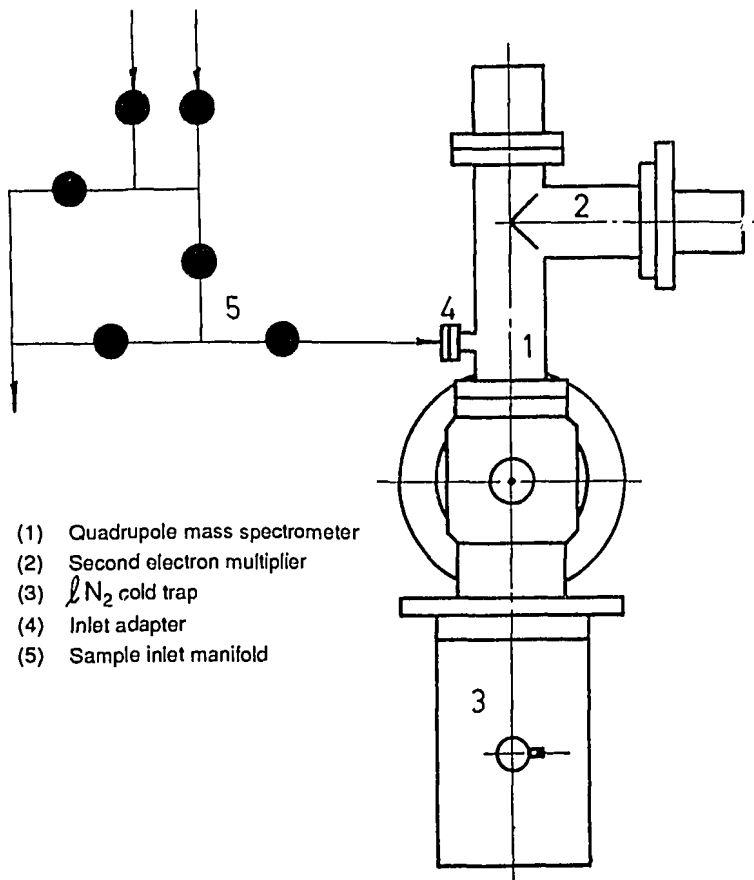 2
4
5
1
(1) Quadrupole mass spectrometer
(2) Second electron multiplier
(3) ℓN₂ cold trap
(4) Inlet adapter
(5) Sample inlet manifold
3